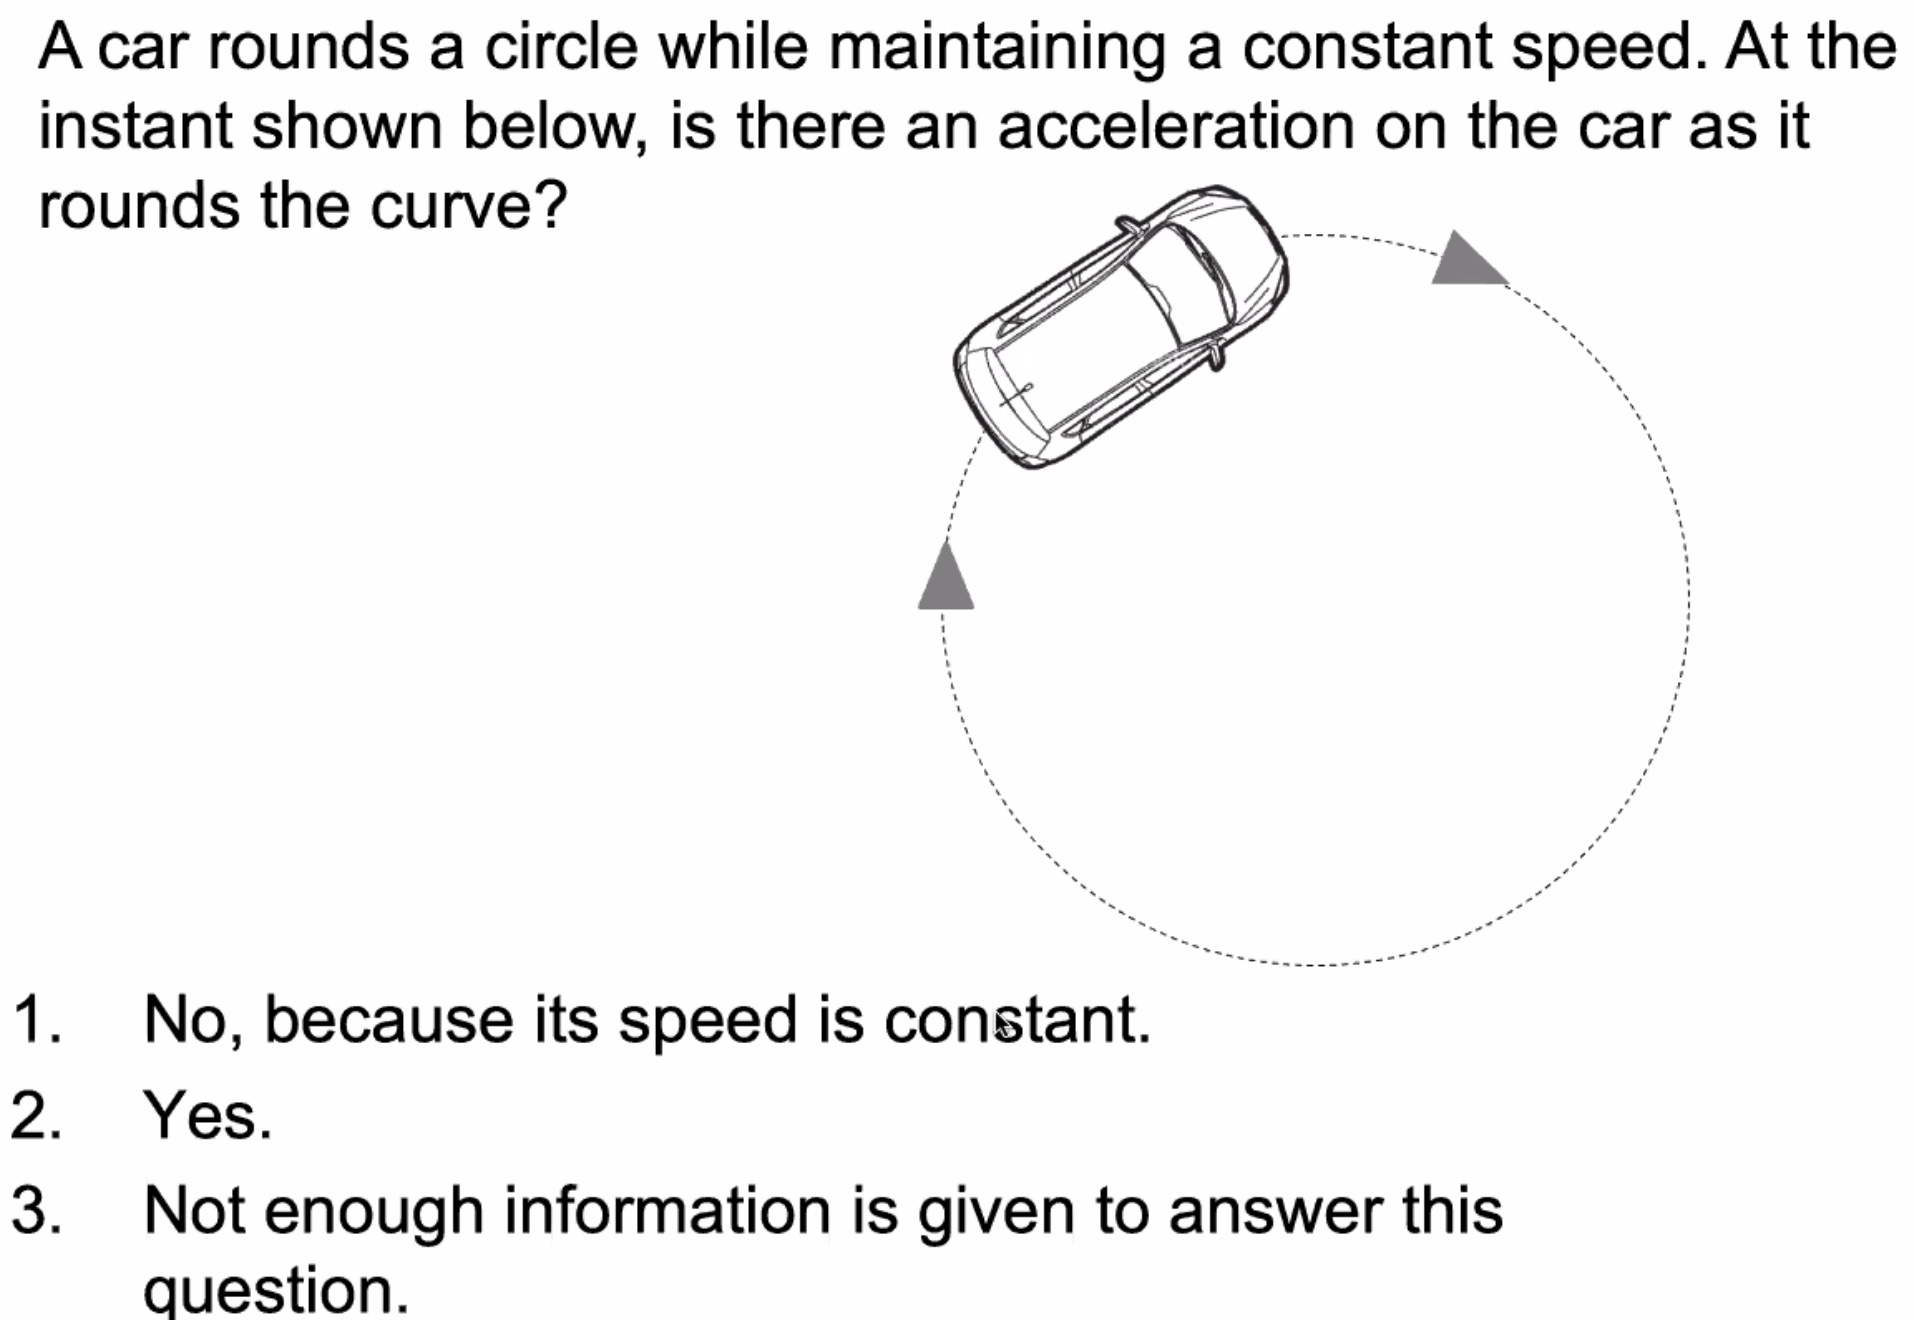 A car rounds a circle while maintaining a constant speed. At the
instant shown below, is there an acceleration on the car as it
rounds the curve?
1. No, because its speed is constant.
2. Yes.
3. Not enough information is given to answer this
question.